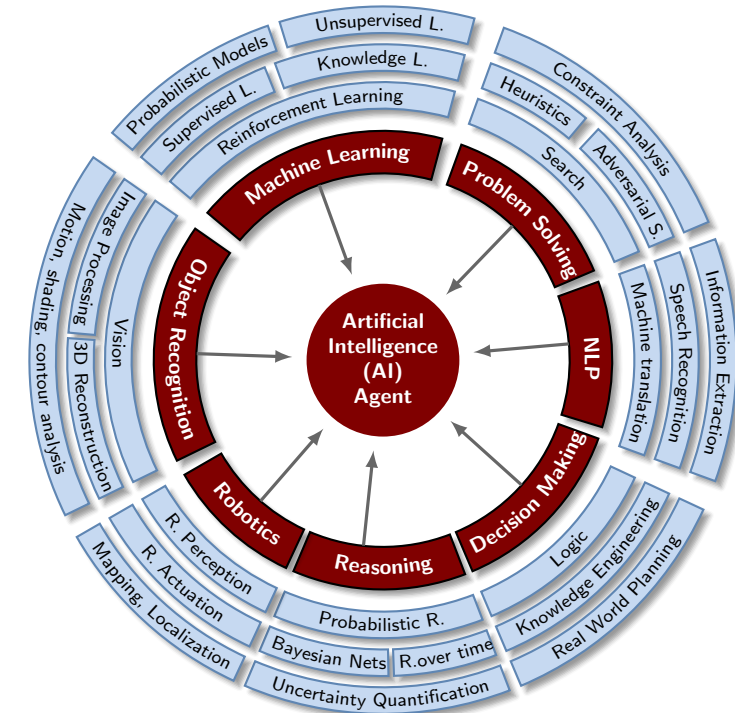 Unsupervised L.
Probabilistic Models
Knowledge L.
Supervised L.
Reinforcement Learning
Machine Learning
Constraint Analysis
Heuristics
Adversarial S.
Search
Problem Solving
Information Extraction
Speech Recognition
Machine translation
NLP
Motion, shading, contour analysis
Image Processing
3D Reconstruction
Vision
Object Recognition
Artificial
Intelligence
(AI)
Agent
Decision Making
Logic
Knowledge Engineering
Real World Planning
Robotics
R. Perception
R. Actuation
Mapping, Localization
Reasoning
Probabilistic R.
Bayesian Nets
R.over time
Uncertainty Quantification